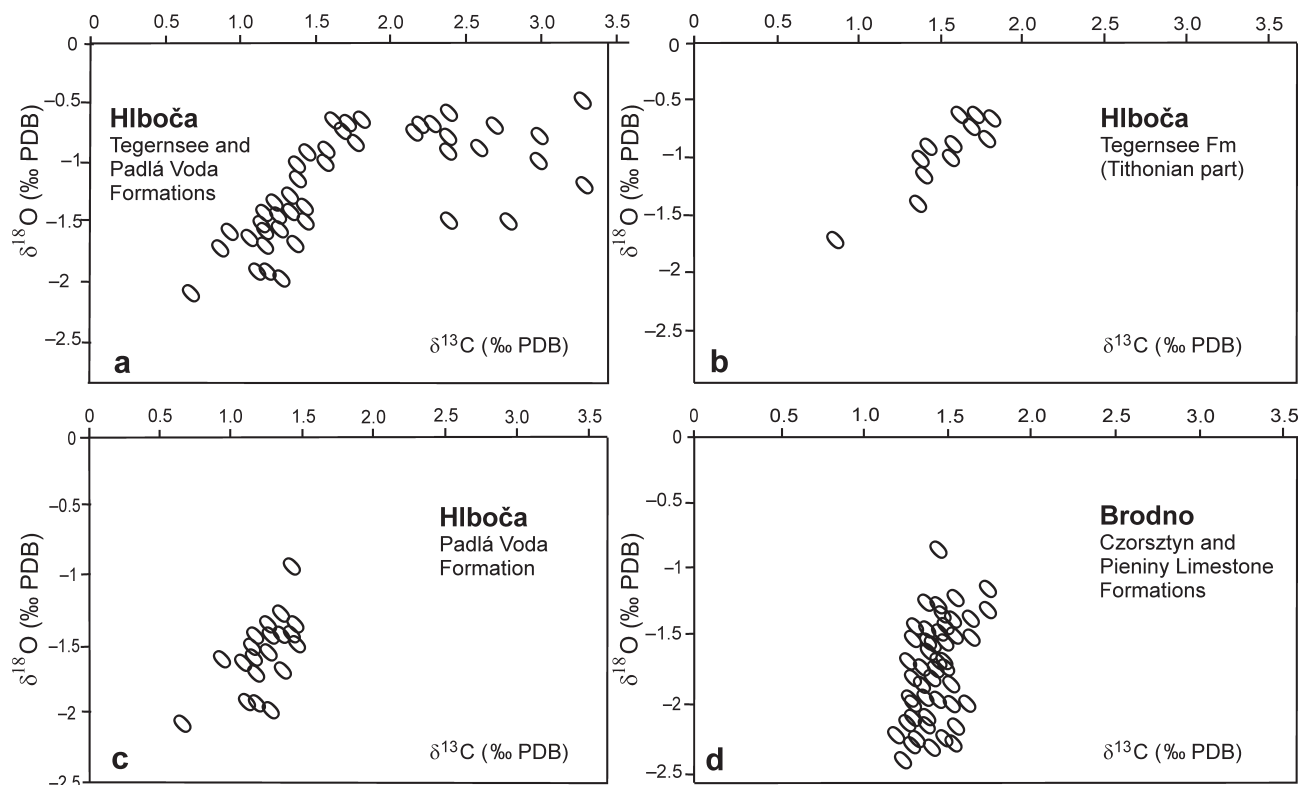 0 0.5 1.0 1.5 2.0 2.5 3.0 3.5
0
–0.5
–1
–1.5
–2
–2.5
δ18O (‰ PDB)
Hlboča
Tegernsee and
Padlá Voda
Formations
δ13C (‰ PDB)
a
0 0.5 1.0 1.5 2.0 2.5 3.0 3.5
0
–0.5
–1
–1.5
–2
–2.5
δ18O (‰ PDB)
Hlboča
Tegernsee Fm
(Tithonian part)
δ13C (‰ PDB)
b
0 0.5 1.0 1.5 2.0 2.5 3.0 3.5
0
–0.5
–1
–1.5
–2
–2.5
δ18O (‰ PDB)
Hlboča
Padlá Voda
Formation
δ13C (‰ PDB)
c
0 0.5 1.0 1.5 2.0 2.5 3.0 3.5
0
–0.5
–1
–1.5
–2
–2.5
δ18O (‰ PDB)
Brodno
Czorsztyn and
Pieniny Limestone
Formations
δ13C (‰ PDB)
d